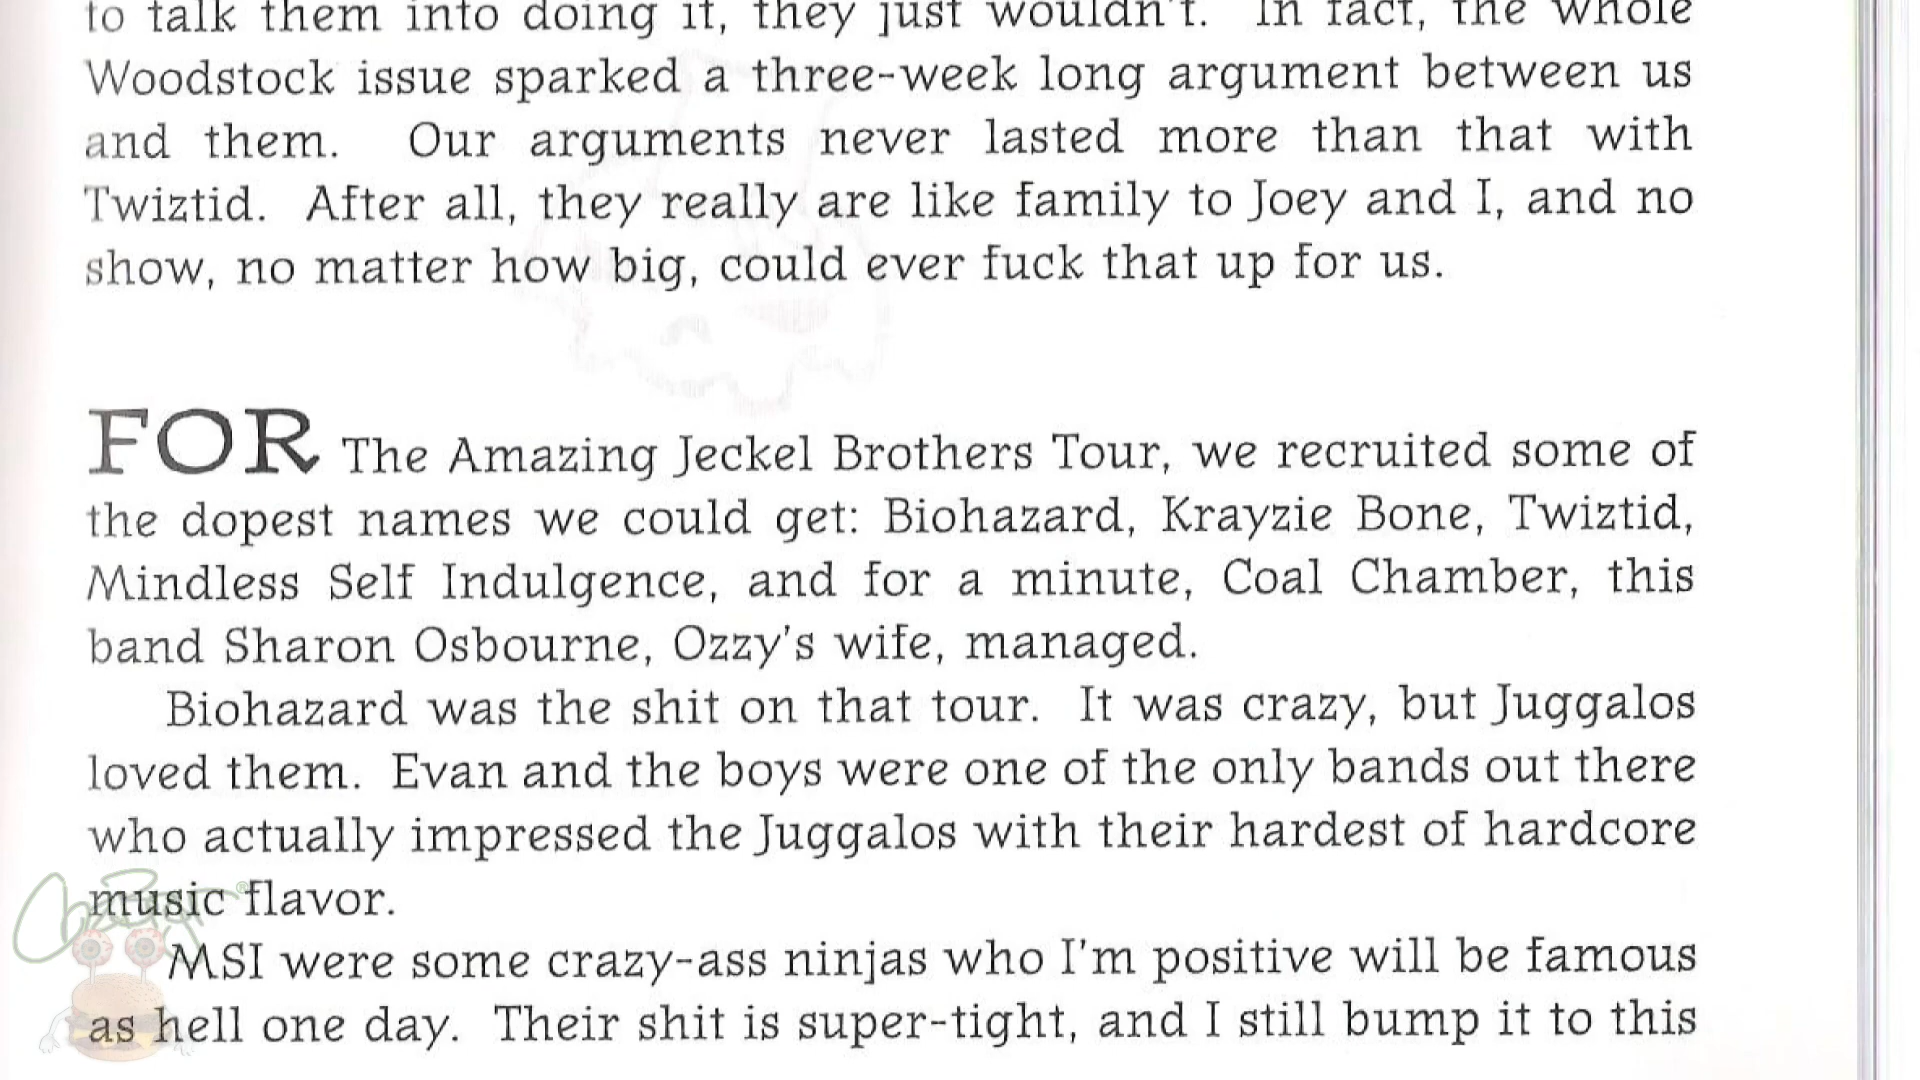 to talk them into doing it, they just wouldn't. In fact, the whole
Woodstock issue sparked a three-week long argument between us
and them. Our arguments never lasted more than that with
Twiztid. After all, they really are like family to Joey and I, and no
show, no matter how big, could ever fuck that up for us.
FOR The Amazing Jeckel Brothers Tour, we recruited some of
the dopest names we could get: Biohazard, Krayzie Bone, Twiztid,
Mindless Self Indulgence, and for a minute, Coal Chamber, this
band Sharon Osbourne, Ozzy's wife, managed.
Biohazard was the shit on that tour. It was crazy, but Juggalos
loved them. Evan and the boys were one of the only bands out there
who actually impressed the Juggalos with their hardest of hardcore
music flavor.
MSI were some crazy-ass ninjas who I'm positive will be famous
as hell one day. Their shit is super-tight, and I still bump it to this